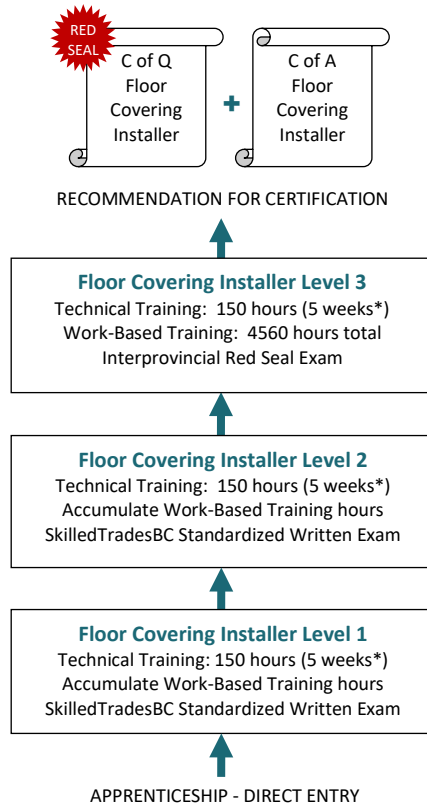 RED
SEAL
C of Q
Floor
Covering
Installer
+
C of A
Floor
Covering
Installer
RECOMMENDATION FOR CERTIFICATION
Floor Covering Installer Level 3
Technical Training:  150 hours (5 weeks*)
Work-Based Training:  4560 hours total
Interprovincial Red Seal Exam
Floor Covering Installer Level 2
Technical Training:  150 hours (5 weeks*)
Accumulate Work-Based Training hours
SkilledTradesBC Standardized Written Exam
Floor Covering Installer Level 1
Technical Training: 150 hours (5 weeks*)
Accumulate Work-Based Training hours
SkilledTradesBC Standardized Written Exam
APPRENTICESHIP - DIRECT ENTRY